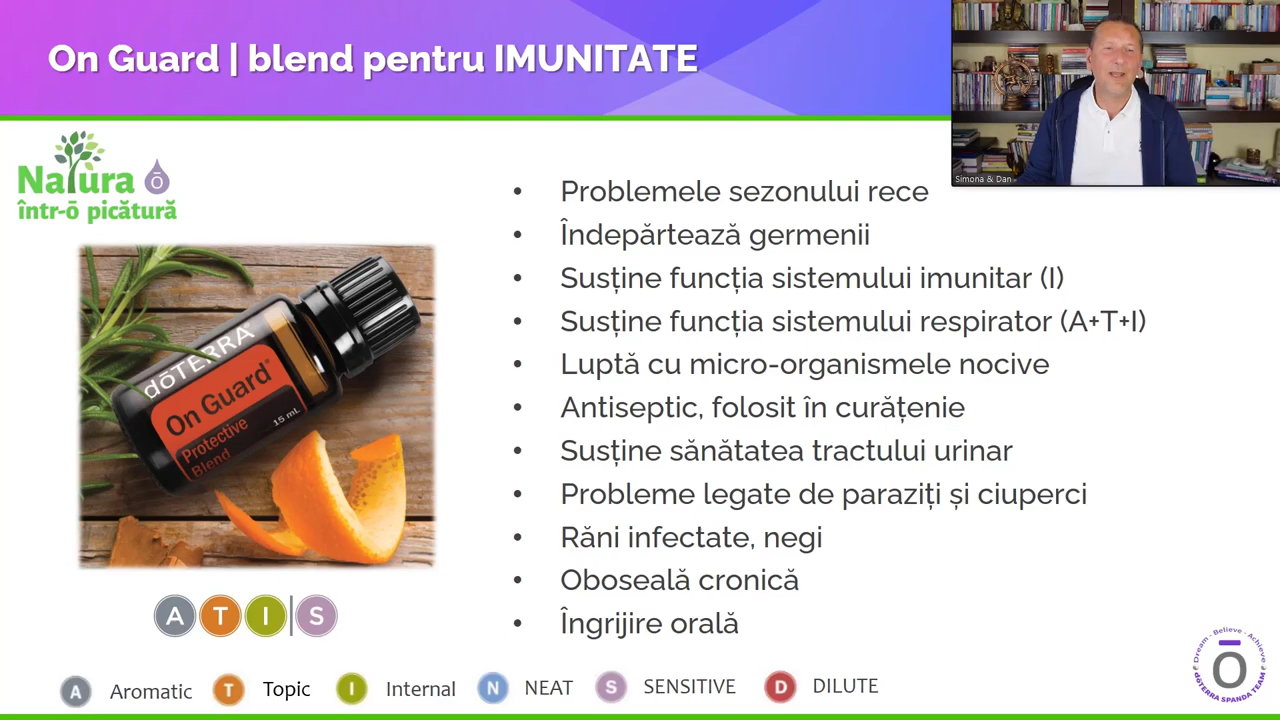 On Guard | blend pentru IMUNITATE
Simona & Dan
Natura ō
într-ō picătură
• Problemele sezonului rece
• Îndepărtează germenii
• Susține funcția sistemului imunitar (I)
• Susține funcția sistemului respirator (A+T+I)
• Luptă cu micro-organismele nocive
• Antiseptic, folosit în curățenie
• Susține sănătatea tractului urinar
• Probleme legate de paraziți și ciuperci
• Răni infectate, negi
• Oboseală cronică
• Îngrijire orală
dōTERRA
On Guard®
Protective
Blend
15 mL
A T I | S
A Aromatic T Topic I Internal N NEAT S SENSITIVE D DILUTE
Dream - Believe - Achieve
ō
dōTERRA SPANDA TEAM